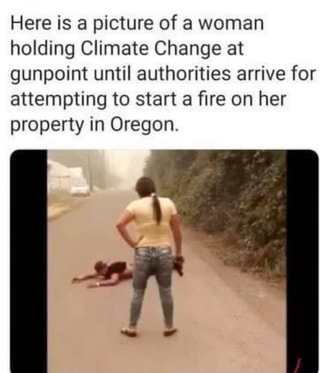 Here is a picture of a woman
holding Climate Change at
gunpoint until authorities arrive for
attempting to start a fire on her
property in Oregon.